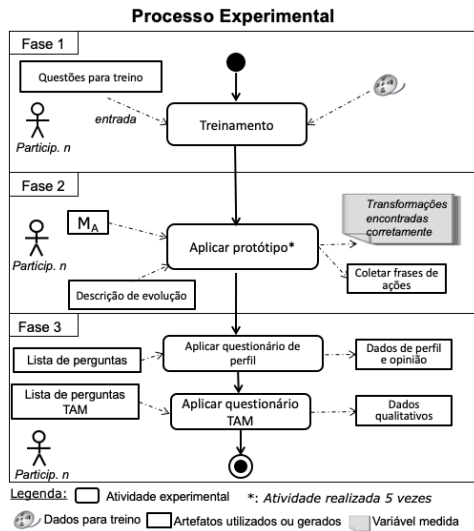 Processo Experimental
Fase 1
Questões para treino
entrada
Particip. n
Treinamento
Fase 2
M_A
Particip. n
Aplicar protótipo*
Transformações
encontradas
corretamente
Descrição de evolução
Coletar frases de
ações
Fase 3
Lista de perguntas
Aplicar questionário de
perfil
Dados de perfil
e opinião
Lista de perguntas
TAM
Aplicar questionário
TAM
Dados
qualitativos
Particip. n
Legenda: Atividade experimental *: Atividade realizada 5 vezes
Dados para treino Artefatos utilizados ou gerados Variável medida